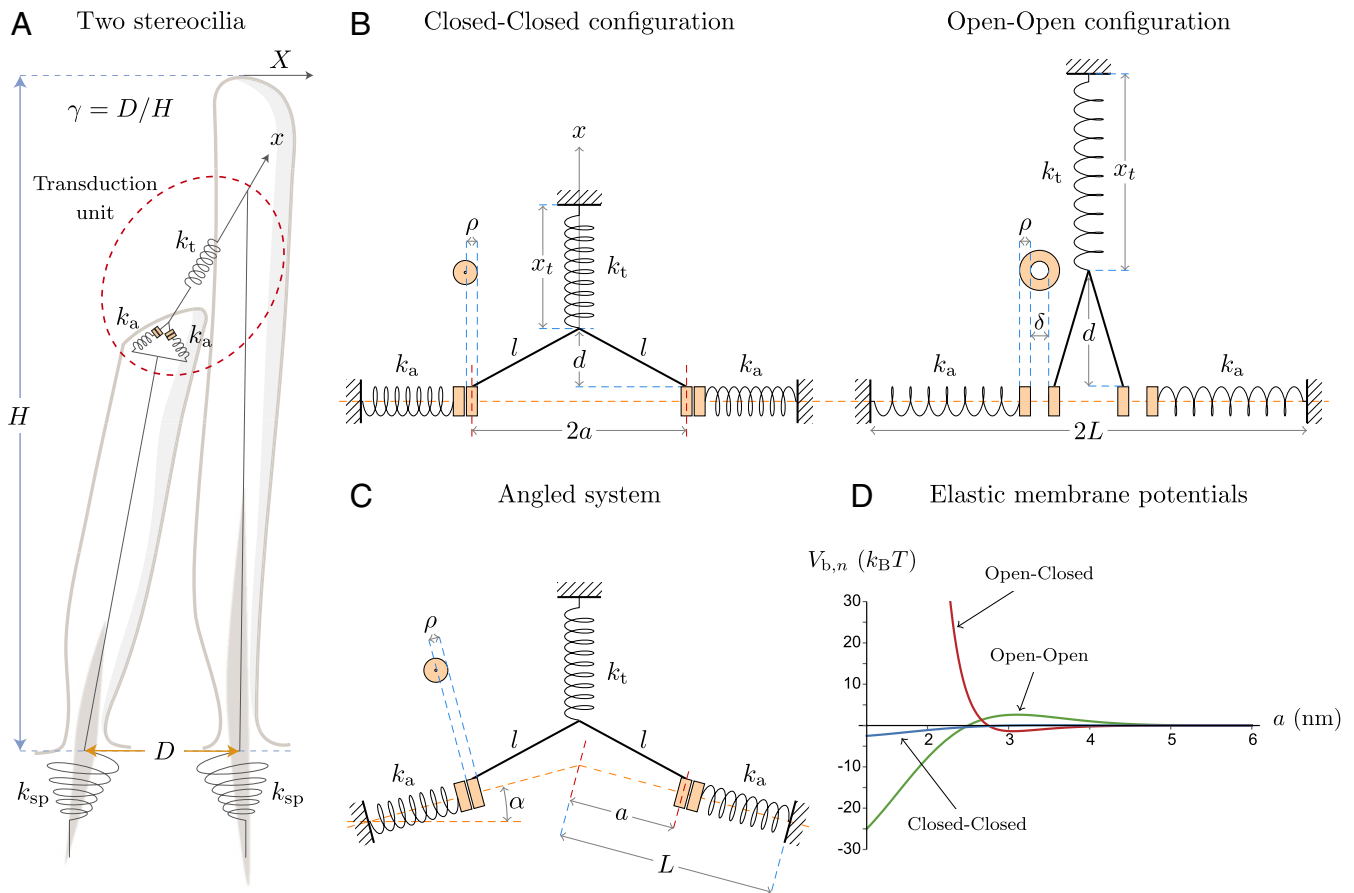 A
Two stereocilia
X
γ = D/H
x
Transduction
unit
k_t
k_a
k_a
H
D
k_sp
k_sp
B
Closed-Closed configuration
x
ρ
x_t
k_t
l
d
l
k_a
k_a
2a
Open-Open configuration
k_t
x_t
ρ
δ
d
k_a
k_a
2L
C
Angled system
ρ
k_t
l
l
k_a
k_a
α
a
L
D
Elastic membrane potentials
V_b,n (k_BT)
Open-Closed
30
20
Open-Open
10
a (nm)
2
3
4
5
6
-10
-20
Closed-Closed
-30